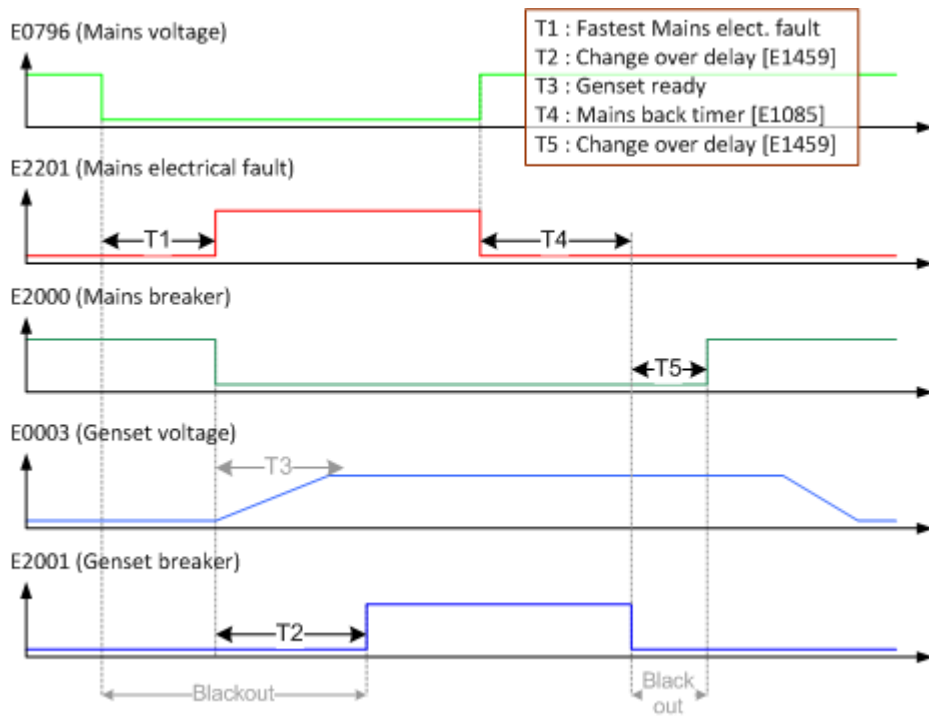 E0796 (Mains voltage)
T1 : Fastest Mains elect. fault
T2 : Change over delay [E1459]
T3 : Genset ready
T4 : Mains back timer [E1085]
T5 : Change over delay [E1459]
E2201 (Mains electrical fault)
T1
T4
E2000 (Mains breaker)
T5
E0003 (Genset voltage)
T3
E2001 (Genset breaker)
T2
Blackout
Black
out